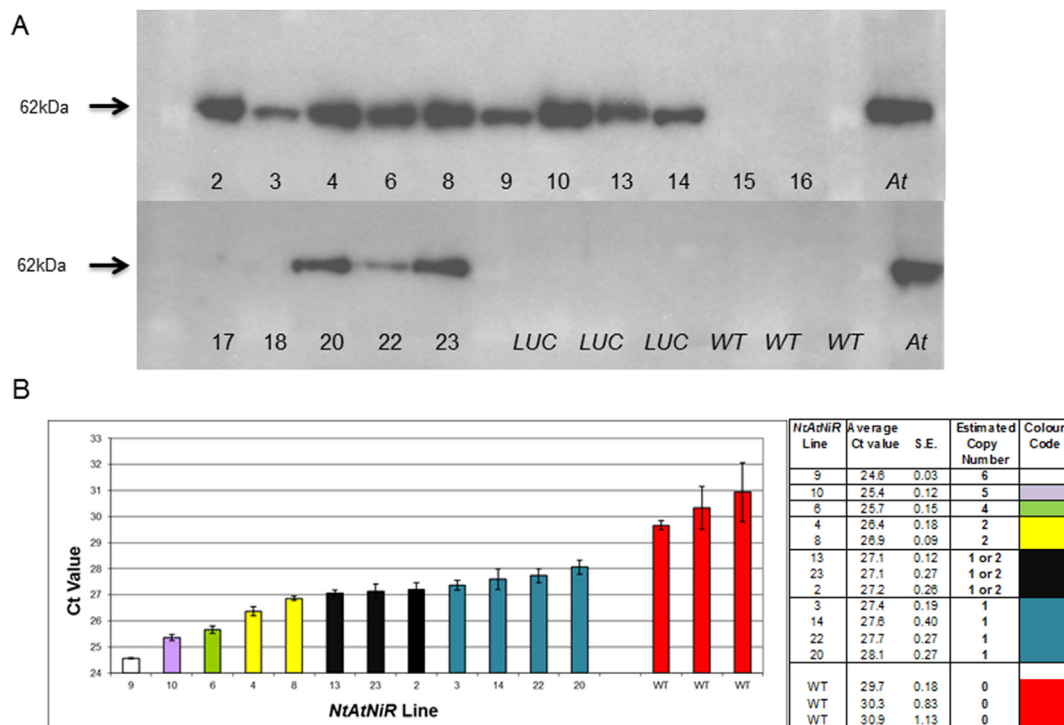 A
62kDa
2 3 4 6 8 9 10 13 14 15 16 At
62kDa
17 18 20 22 23 LUC LUC LUC WT WT WT At
B
33
32
31
30
29
28
27
26
25
24
Ct Value
9 10 6 4 8 13 23 2 3 14 22 20 WT WT WT
NtAtNiR Line
NtAtNiR Average Estimated Colour
Line Ct value S.E. Copy Code
Number
9 24.6 0.03 6
10 25.4 0.12 5
6 25.7 0.15 4
4 26.4 0.18 2
8 26.9 0.09 2
13 27.1 0.12 1 or 2
23 27.1 0.27 1 or 2
2 27.2 0.26 1 or 2
3 27.4 0.19 1
14 27.6 0.40 1
22 27.7 0.27 1
20 28.1 0.27 1
WT 29.7 0.18 0
WT 30.3 0.83 0
WT 30.9 1.13 0